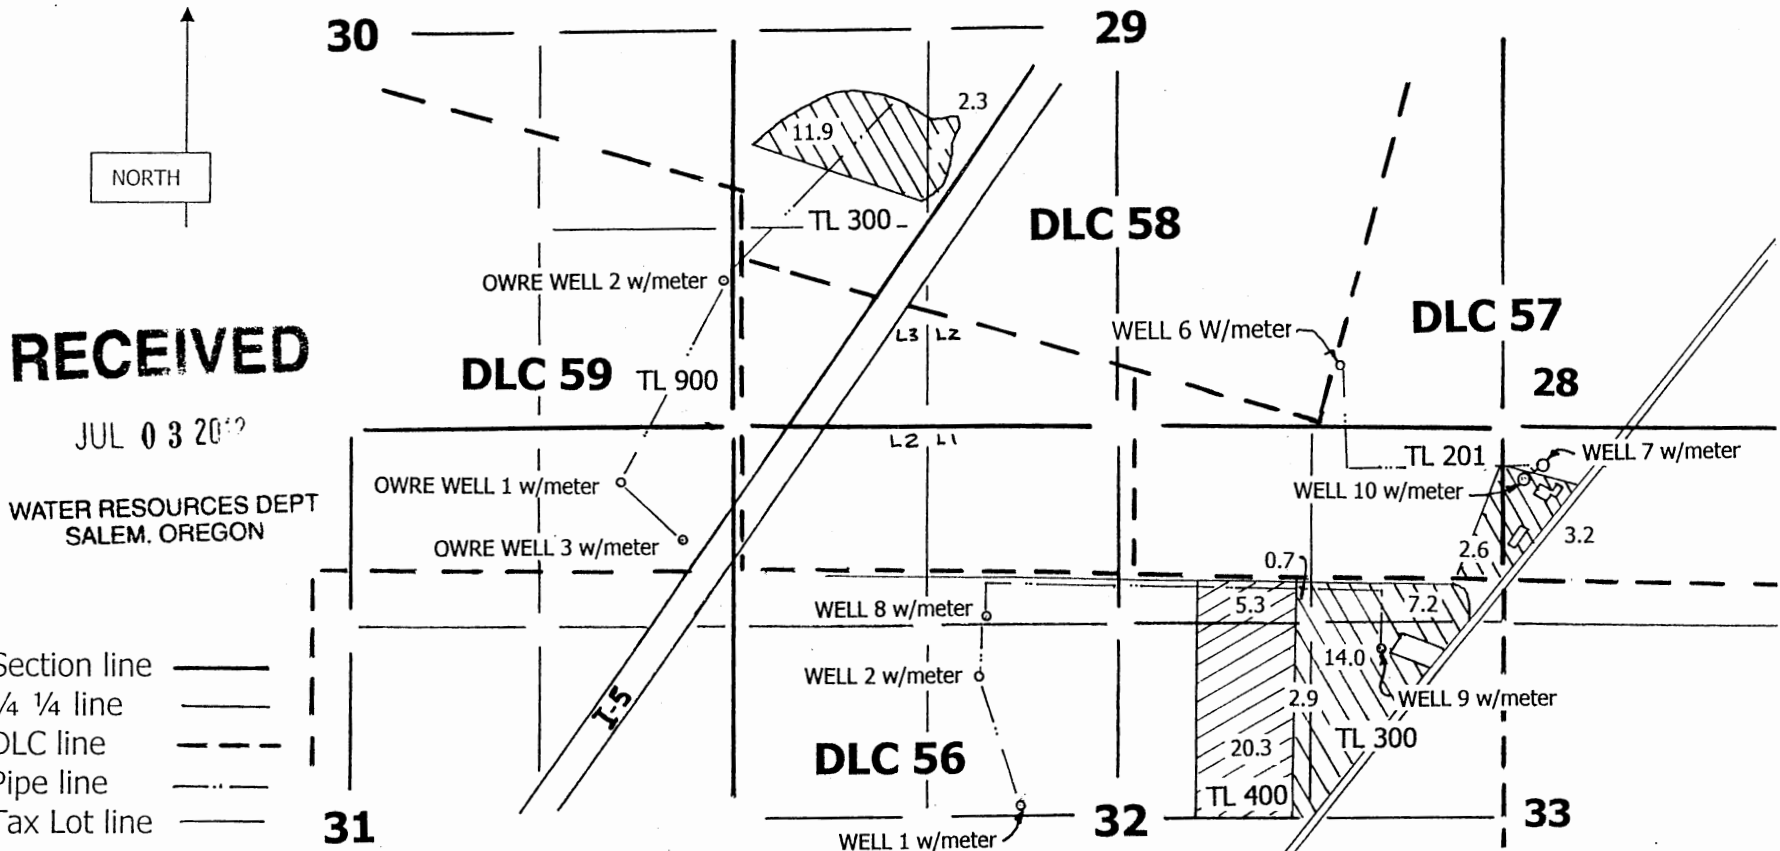 30
29
2.3
11.9
NORTH
TL 300
DLC 58
OWRE WELL 2 w/meter
DLC 57
WELL 6 W/meter
RECEIVED
L3 L2
DLC 59
TL 900
28
JUL 03
L2 L1
TL 201
WELL 7 w/meter
OWRE WELL 1 w/meter
WELL 10 w/meter
WATER RESOURCES DEPT
SALEM, OREGON
OWRE WELL 3 w/meter
2.6
3.2
0.7
WELL 8 w/meter
5.3
7.2
Section line
14.0
WELL 2 w/meter
¼ ¼ line
I-5
2.9
WELL 9 w/meter
DLC line
DLC 56
20.3
TL 300
Pipe line
TL 400
Tax Lot line
31
WELL 1 w/meter
32
33